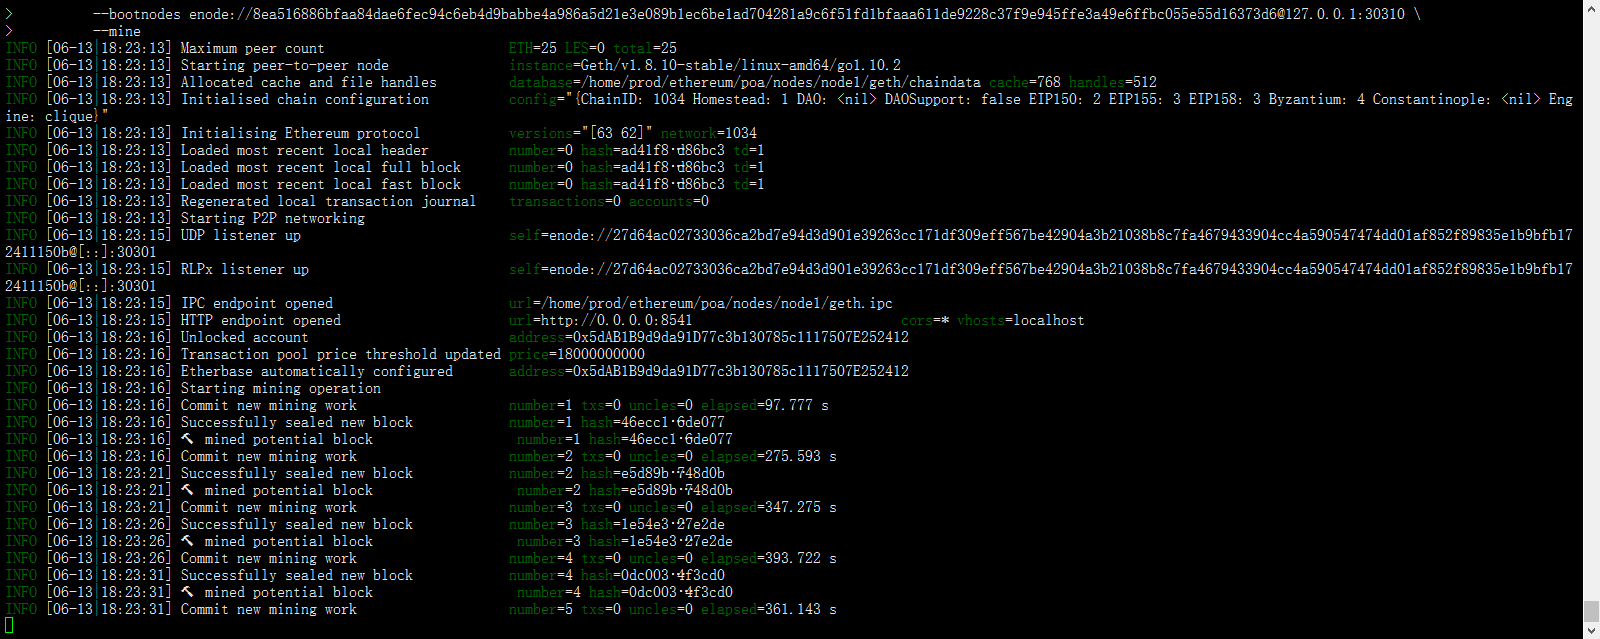 >          --bootnodes enode://8ea516886bfaa84dae6fec94c6eb4d9babbe4a986a5d21e3e089b1ec6be1ad704281a9c6f51fd1bfaaa611de9228c37f9e945ffe3a49e6ffbc055e55d16373d6@127.0.0.1:30310 \
>          --mine
INFO [06-13|18:23:13] Maximum peer count                       ETH=25 LES=0 total=25
INFO [06-13|18:23:13] Starting peer-to-peer node               instance=Geth/v1.8.10-stable/linux-amd64/go1.10.2
INFO [06-13|18:23:13] Allocated cache and file handles         database=/home/prod/ethereum/poa/nodes/node1/geth/chaindata cache=768 handles=512
INFO [06-13|18:23:13] Initialised chain configuration          config="{ChainID: 1034 Homestead: 1 DAO: <nil> DAOSupport: false EIP150: 2 EIP155: 3 EIP158: 3 Byzantium: 4 Constantinople: <nil> Eng
ine: clique}"
INFO [06-13|18:23:13] Initialising Ethereum protocol           versions="[63 62]" network=1034
INFO [06-13|18:23:13] Loaded most recent local header          number=0 hash=ad41f8…d86bc3 td=1
INFO [06-13|18:23:13] Loaded most recent local full block      number=0 hash=ad41f8…d86bc3 td=1
INFO [06-13|18:23:13] Loaded most recent local fast block      number=0 hash=ad41f8…d86bc3 td=1
INFO [06-13|18:23:13] Regenerated local transaction journal    transactions=0 accounts=0
INFO [06-13|18:23:13] Starting P2P networking
INFO [06-13|18:23:15] UDP listener up                          self=enode://27d64ac02733036ca2bd7e94d3d901e39263cc171df309eff567be42904a3b21038b8c7fa4679433904cc4a590547474dd01af852f89835e1b9bfb17
2411150b@[::]:30301
INFO [06-13|18:23:15] RLPx listener up                         self=enode://27d64ac02733036ca2bd7e94d3d901e39263cc171df309eff567be42904a3b21038b8c7fa4679433904cc4a590547474dd01af852f89835e1b9bfb17
2411150b@[::]:30301
INFO [06-13|18:23:15] IPC endpoint opened                      url=/home/prod/ethereum/poa/nodes/node1/geth.ipc
INFO [06-13|18:23:15] HTTP endpoint opened                     url=http://0.0.0.0:8541                          cors=* vhosts=localhost
INFO [06-13|18:23:16] Unlocked account                         address=0x5dAB1B9d9da91D77c3b130785c1117507E252412
INFO [06-13|18:23:16] Transaction pool price threshold updated price=18000000000
INFO [06-13|18:23:16] Etherbase automatically configured       address=0x5dAB1B9d9da91D77c3b130785c1117507E252412
INFO [06-13|18:23:16] Starting mining operation
INFO [06-13|18:23:16] Commit new mining work                   number=1 txs=0 uncles=0 elapsed=97.777 s
INFO [06-13|18:23:16] Successfully sealed new block            number=1 hash=46ecc1…6de077
INFO [06-13|18:23:16] 🔨 mined potential block                  number=1 hash=46ecc1…6de077
INFO [06-13|18:23:16] Commit new mining work                   number=2 txs=0 uncles=0 elapsed=275.593 s
INFO [06-13|18:23:21] Successfully sealed new block            number=2 hash=e5d89b…748d0b
INFO [06-13|18:23:21] 🔨 mined potential block                  number=2 hash=e5d89b…748d0b
INFO [06-13|18:23:21] Commit new mining work                   number=3 txs=0 uncles=0 elapsed=347.275 s
INFO [06-13|18:23:26] Successfully sealed new block            number=3 hash=1e54e3…27e2de
INFO [06-13|18:23:26] 🔨 mined potential block                  number=3 hash=1e54e3…27e2de
INFO [06-13|18:23:26] Commit new mining work                   number=4 txs=0 uncles=0 elapsed=393.722 s
INFO [06-13|18:23:31] Successfully sealed new block            number=4 hash=0dc003…4f3cd0
INFO [06-13|18:23:31] 🔨 mined potential block                  number=4 hash=0dc003…4f3cd0
INFO [06-13|18:23:31] Commit new mining work                   number=5 txs=0 uncles=0 elapsed=361.143 s